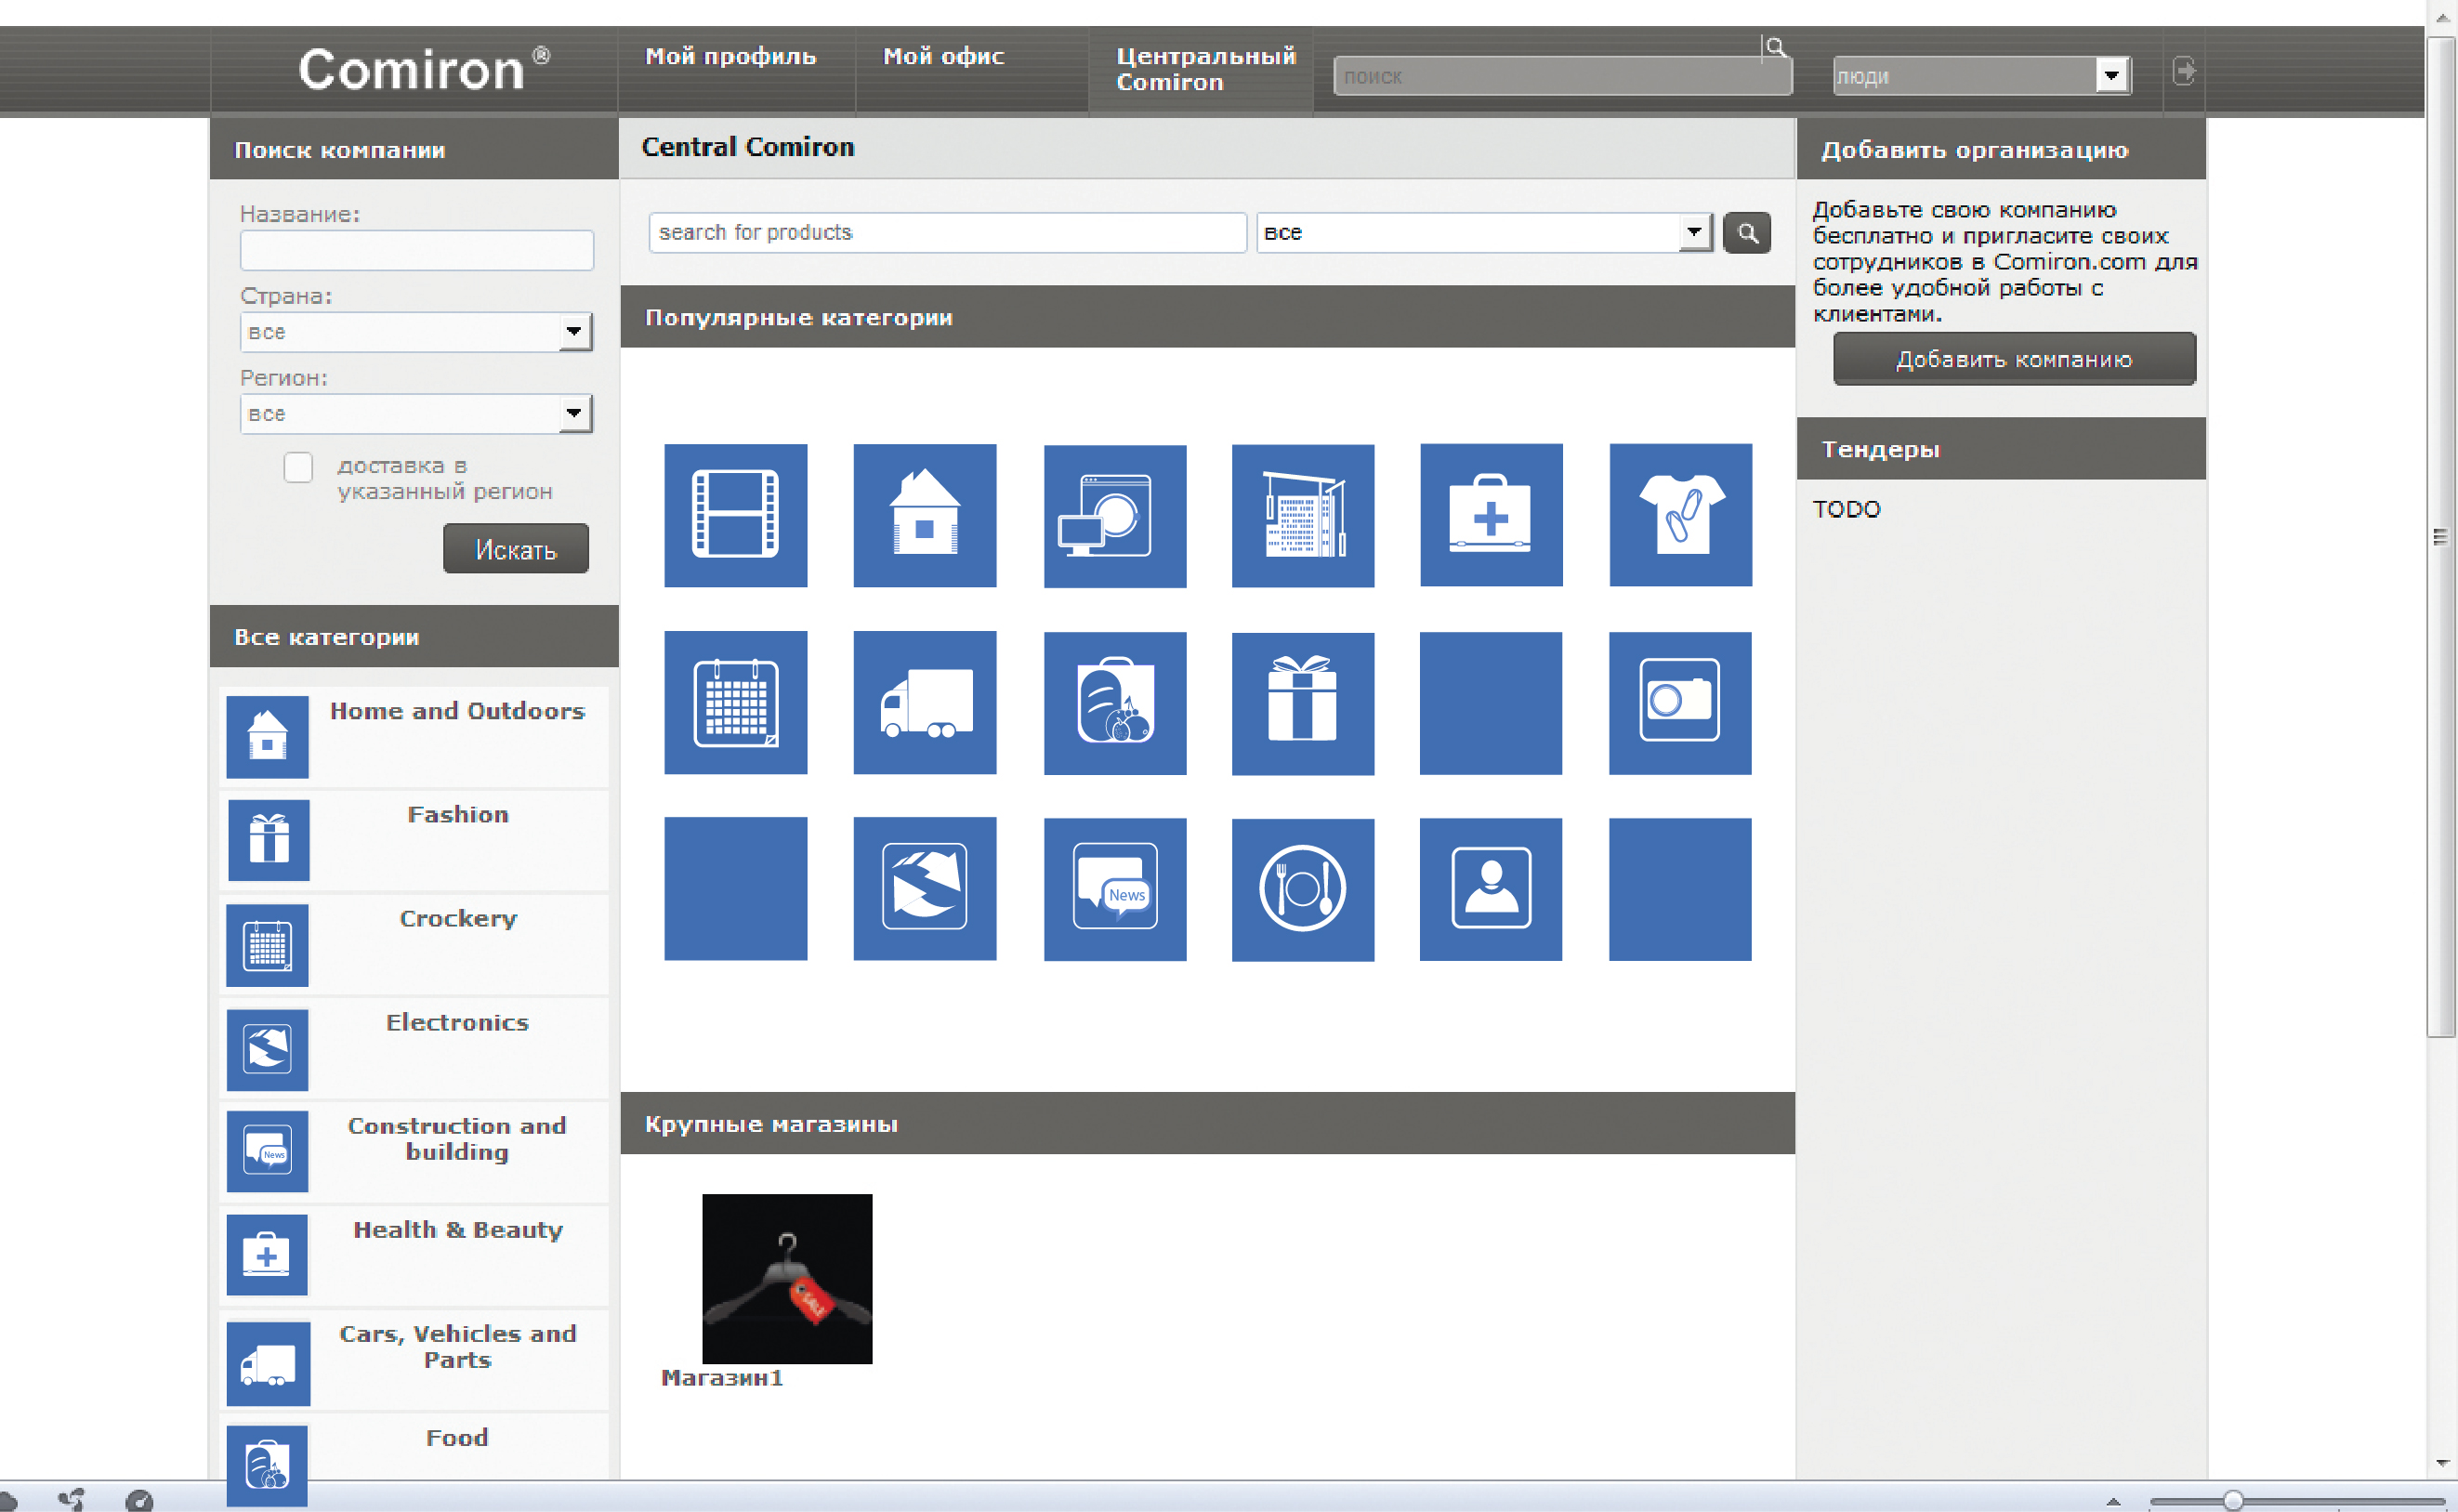 Comiron ®
Мой профиль
Мой офис
Центральный
Comiron
поиск
люди
Поиск компании
Название:
Страна:
все
Регион:
все
доставка в
указанный регион
Искать
Все категории
Home and Outdoors
Fashion
Crockery
Electronics
Construction and
building
News
Health & Beauty
Cars, Vehicles and
Parts
Food
Central Comiron
search for products
все
Популярные категории
News
Крупные магазины
SALE
Магазин1
Добавить организацию
Добавьте свою компанию
бесплатно и пригласите своих
сотрудников в Comiron.com для
более удобной работы с
клиентами.
Добавить компанию
Тендеры
TODO